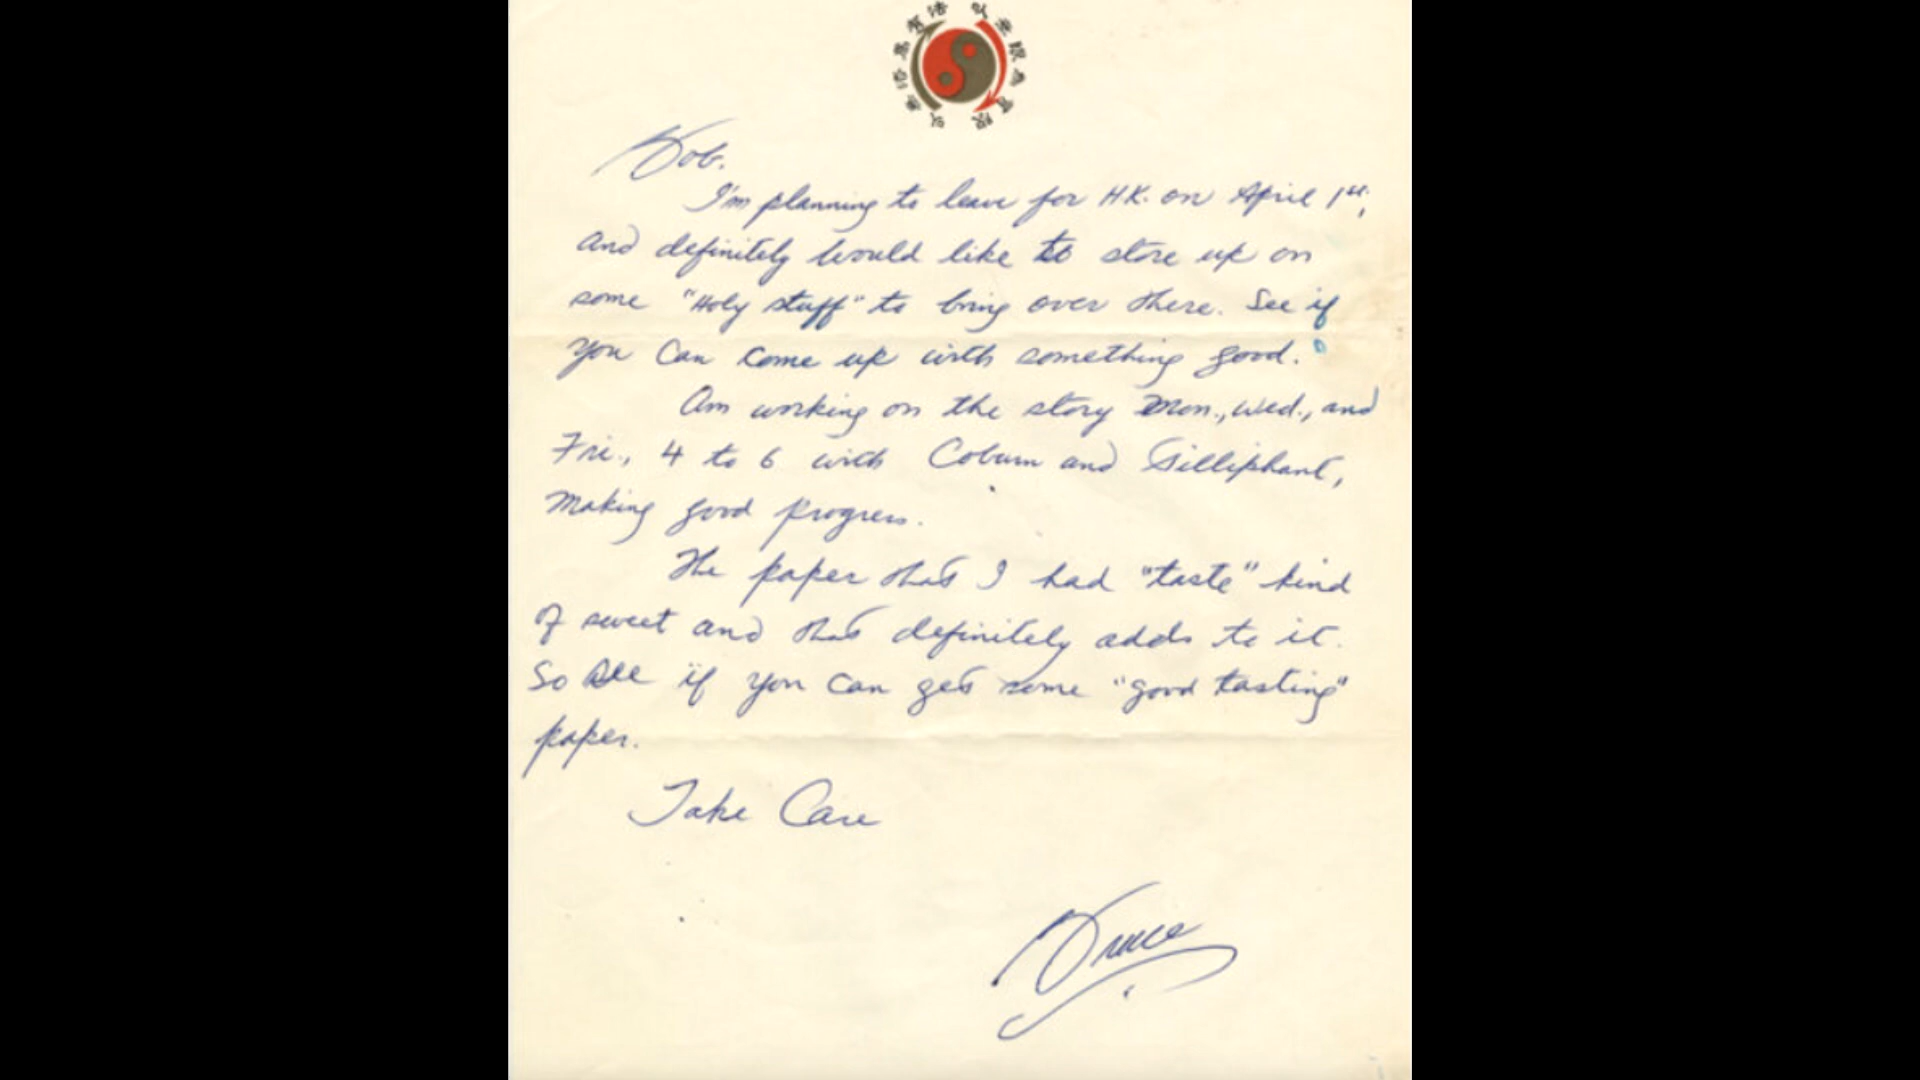 Bob.
I'm planning to leave for H.K. on April 1st,
and definitely would like to store up on
some "Holy stuff" to bring over there. See if
you can come up with something good.
Am working on the story Mon., Wed., and
Fri., 4 to 6 with Coburn and Silliphant,
making good progress.
The paper that I had "taste" kind
of sweet and that definitely adds to it.
So see if you can get some "good tasting"
paper.
Take Care
Bruce